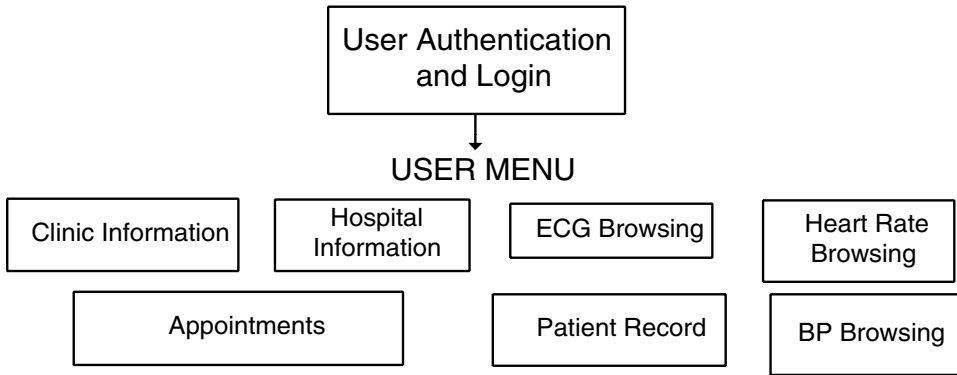 User Authentication
and Login
USER MENU
Clinic Information
Hospital
Information
ECG Browsing
Heart Rate
Browsing
Appointments
Patient Record
BP Browsing